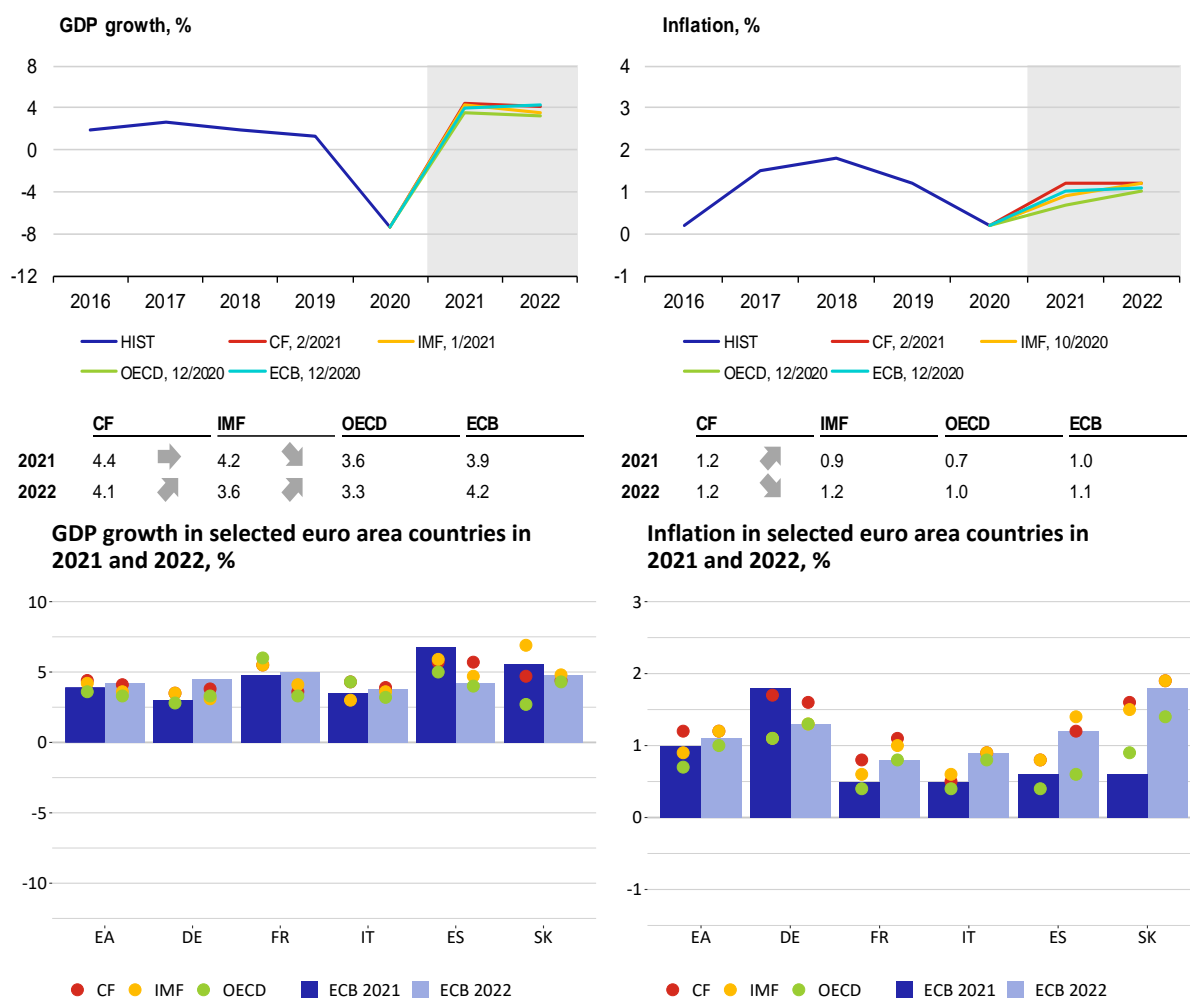 GDP growth, %
8
4
0
-4
-8
-12
2016 2017 2018 2019 2020 2021 2022
HIST CF, 2/2021 IMF, 1/2021
OECD, 12/2020 ECB, 12/2020
CF IMF OECD ECB
2021 4.4 4.2 3.6 3.9
2022 4.1 3.6 3.3 4.2
Inflation, %
4
3
2
1
0
-1
2016 2017 2018 2019 2020 2021 2022
HIST CF, 2/2021 IMF, 10/2020
OECD, 12/2020 ECB, 12/2020
CF IMF OECD ECB
2021 1.2 0.9 0.7 1.0
2022 1.2 1.2 1.0 1.1
GDP growth in selected euro area countries in
2021 and 2022, %
10
5
0
-5
-10
EA DE FR IT ES SK
CF IMF OECD ECB 2021 ECB 2022
Inflation in selected euro area countries in
2021 and 2022, %
3
2
1
0
-1
EA DE FR IT ES SK
CF IMF OECD ECB 2021 ECB 2022